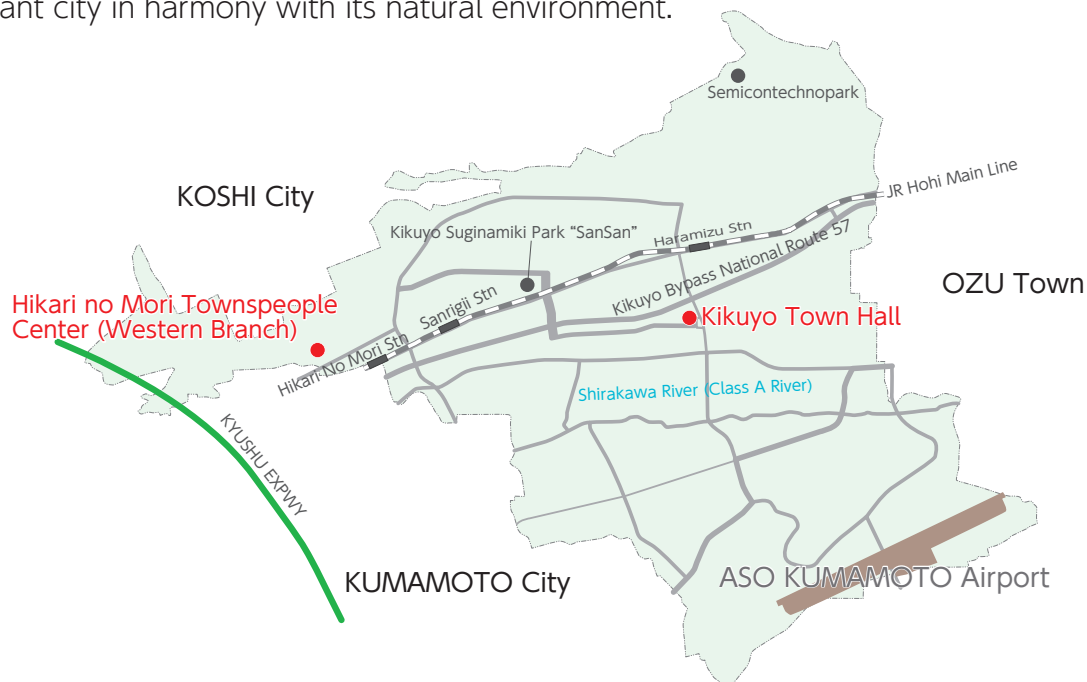 ant city in harmony with its natural environment.
Semicontechnopark
JR Hohi Main Line
KOSHI City
Kikuyo Suginamiki Park “SanSan”
Haramizu Stn
Kikuyo Bypass National Route 57
OZU Town
Hikari no Mori Townspeople
Center (Western Branch)
Sanrigii Stn
Kikuyo Town Hall
Hikari No Mori Stn
Shirakawa River (Class A River)
KYUSHU EXPWY
KUMAMOTO City
ASO KUMAMOTO Airport